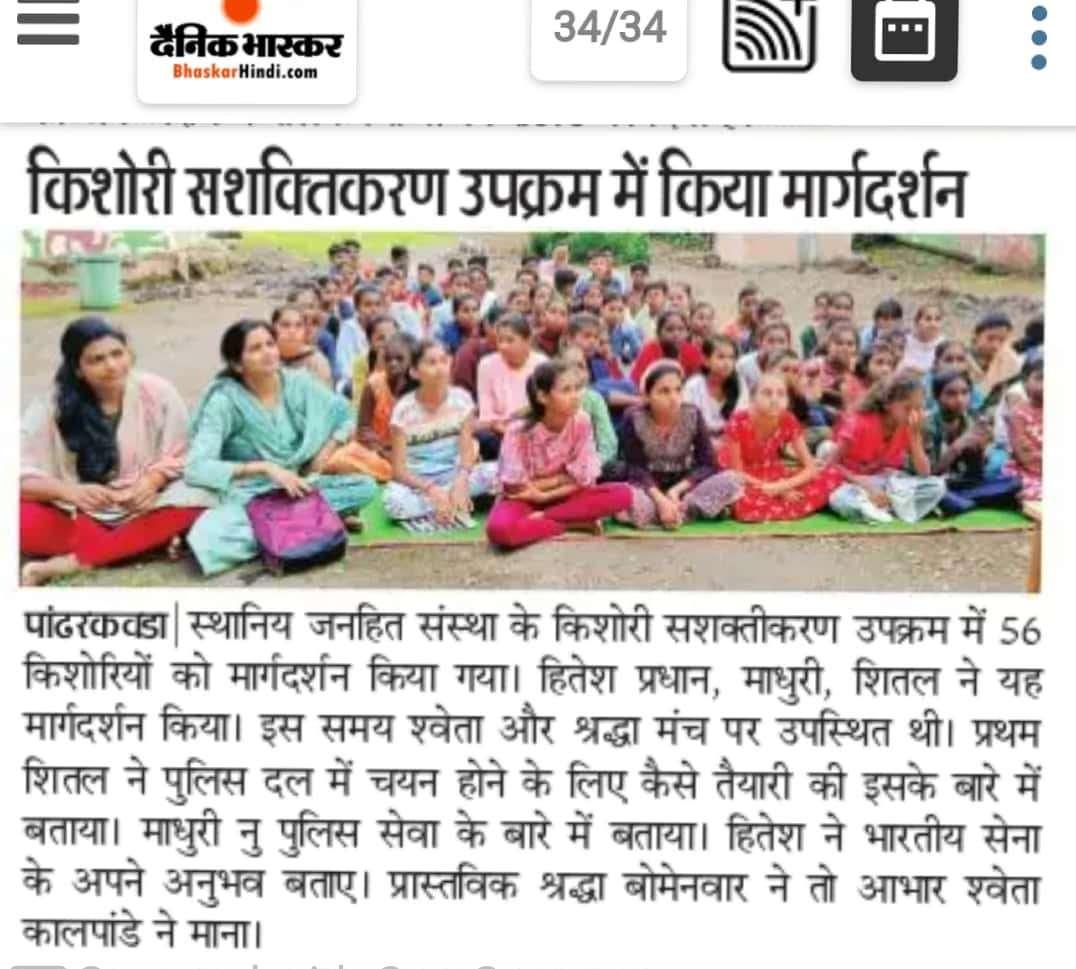 दैनिक भास्कर
BhaskarHindi.com
34/34
किशोरी सशक्तिकरण उपक्रम में किया मार्गदर्शन
पांढरकवडा| स्थानिय जनहित संस्था के किशोरी सशक्तीकरण उपक्रम में 56
किशोरियों को मार्गदर्शन किया गया। हितेश प्रधान, माधुरी, शितल ने यह
मार्गदर्शन किया। इस समय श्वेता और श्रद्धा मंच पर उपस्थित थी। प्रथम
शितल ने पुलिस दल में चयन होने के लिए कैसे तैयारी की इसके बारे में
बताया। माधुरी नु पुलिस सेवा के बारे में बताया। हितेश ने भारतीय सेना
के अपने अनुभव बताए। प्रास्तविक श्रद्धा बोमेनवार ने तो आभार श्वेता
कालपांडे ने माना।